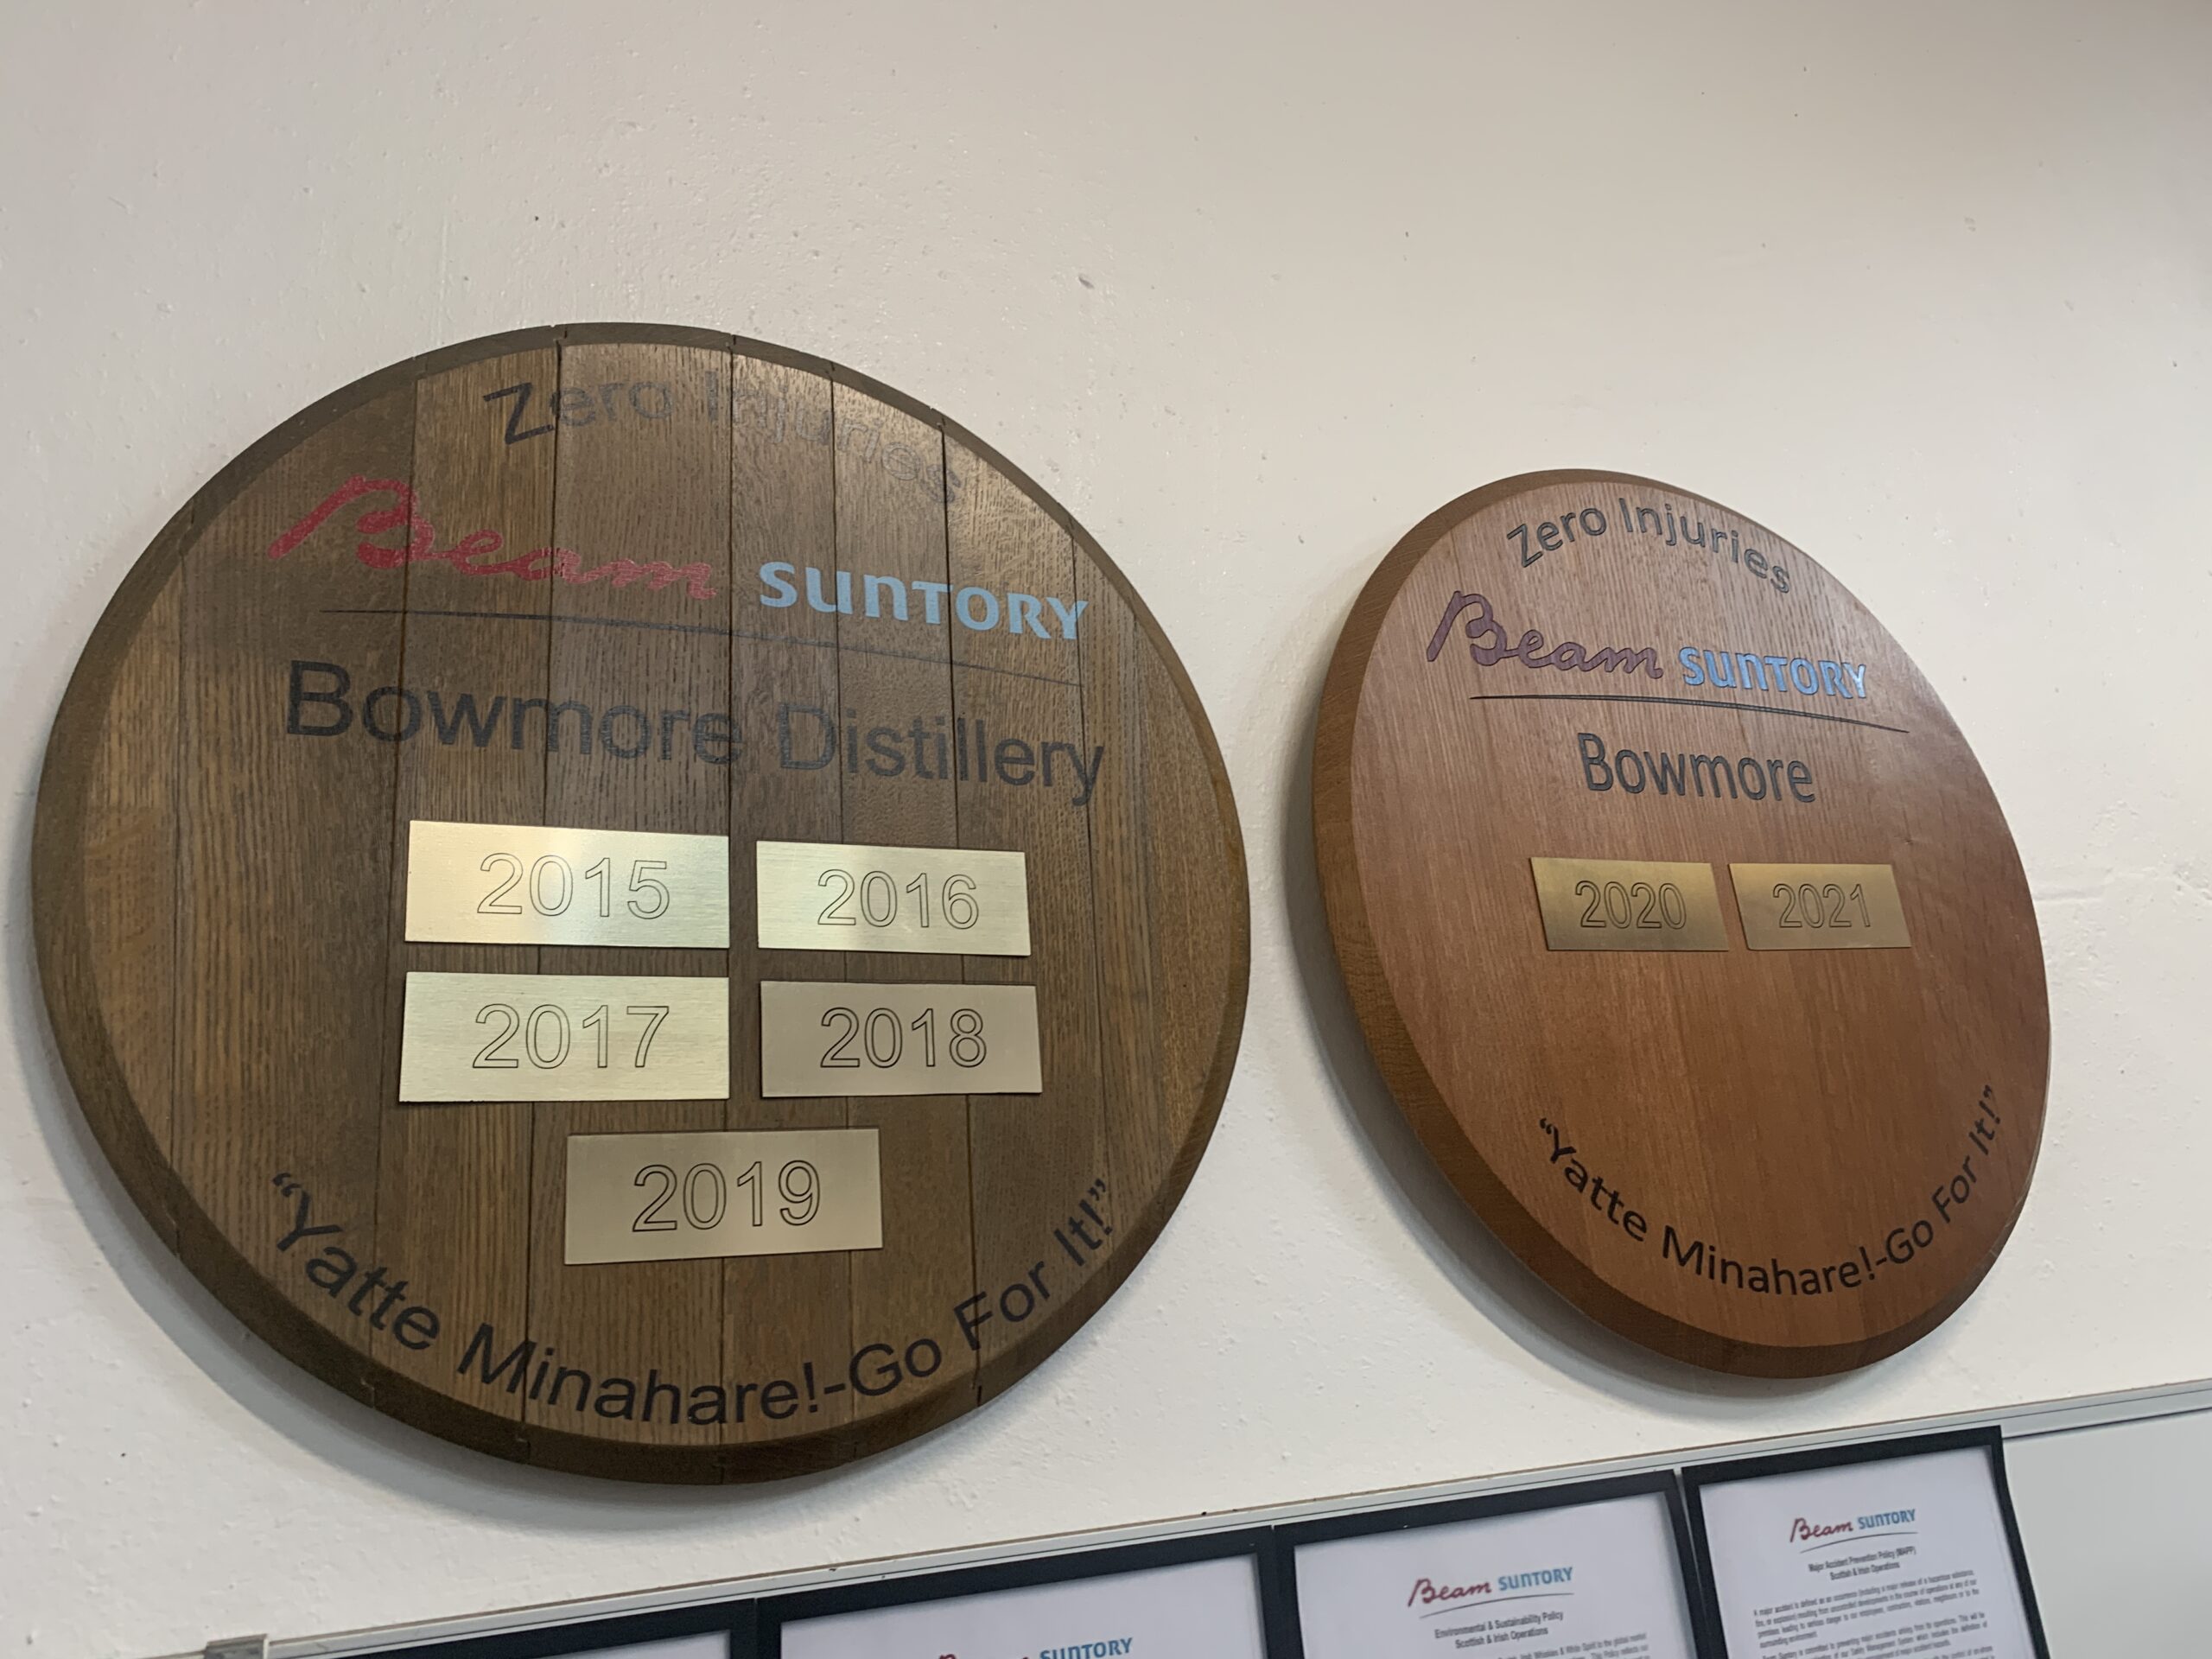 Zero Injuries
Beam SUNTORY
Bowmore Distillery
2015 2016
2017 2018
2019
“Yatte Minahare!-Go For It!”
Zero Injuries
Beam SUNTORY
Bowmore
2020 2021
“Yatte Minahare!-Go For It!”
SUNTORY
Beam SUNTORY
Environmental & Sustainability Policy
Scottish & Irish Operations
Beam SUNTORY
Major Accident Prevention Policy (MAPP)
Scottish & Irish Operations